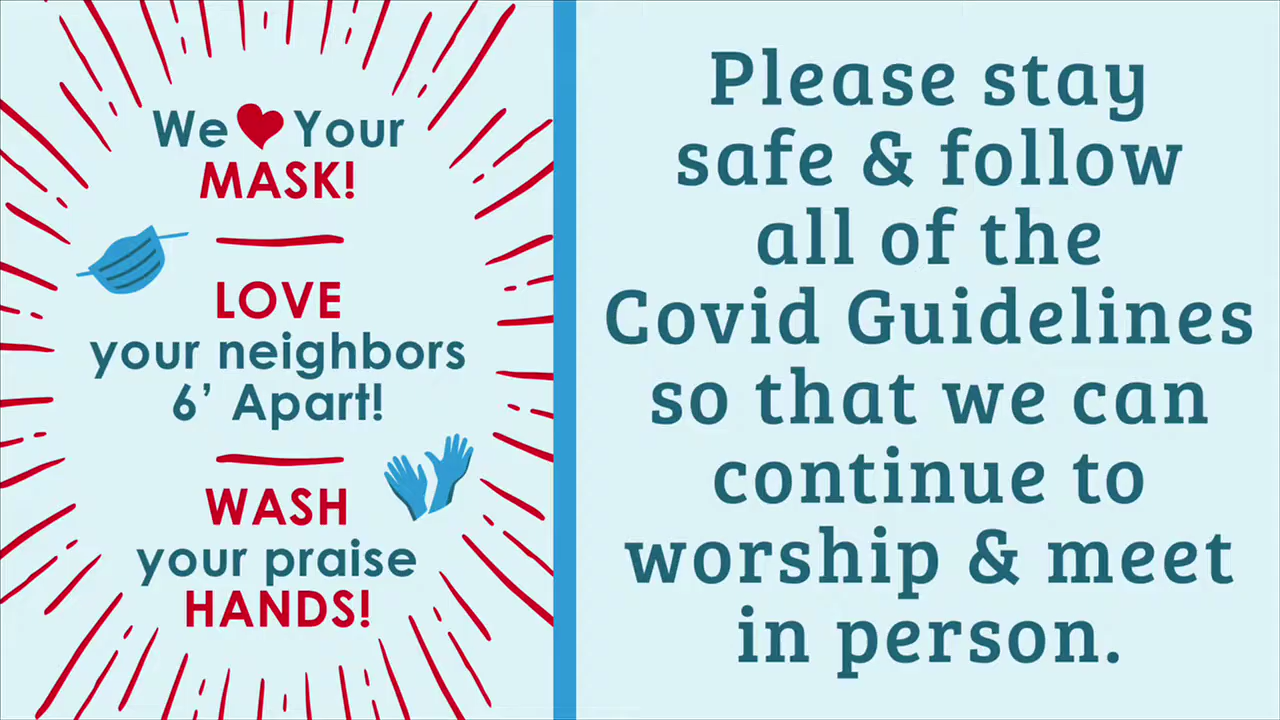 We Your
MASK!
LOVE
your neighbors
6’ Apart!
WASH
your praise
HANDS!
Please stay
safe & follow
all of the
Covid Guidelines
so that we can
continue to
worship & meet
in person.